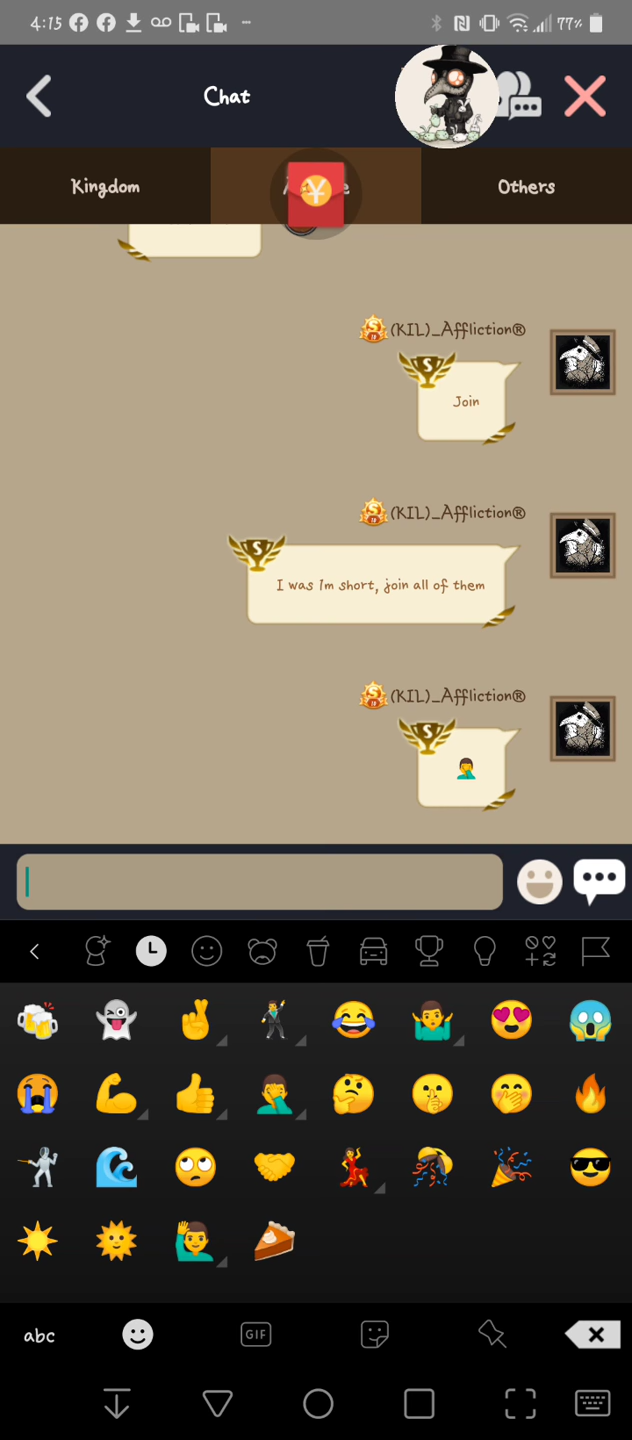 4:15
77%
Chat
Kingdom
Others
(KIL)_Affliction®
Join
(KIL)_Affliction®
I was 1m short, join all of them
(KIL)_Affliction®
abc
GIF